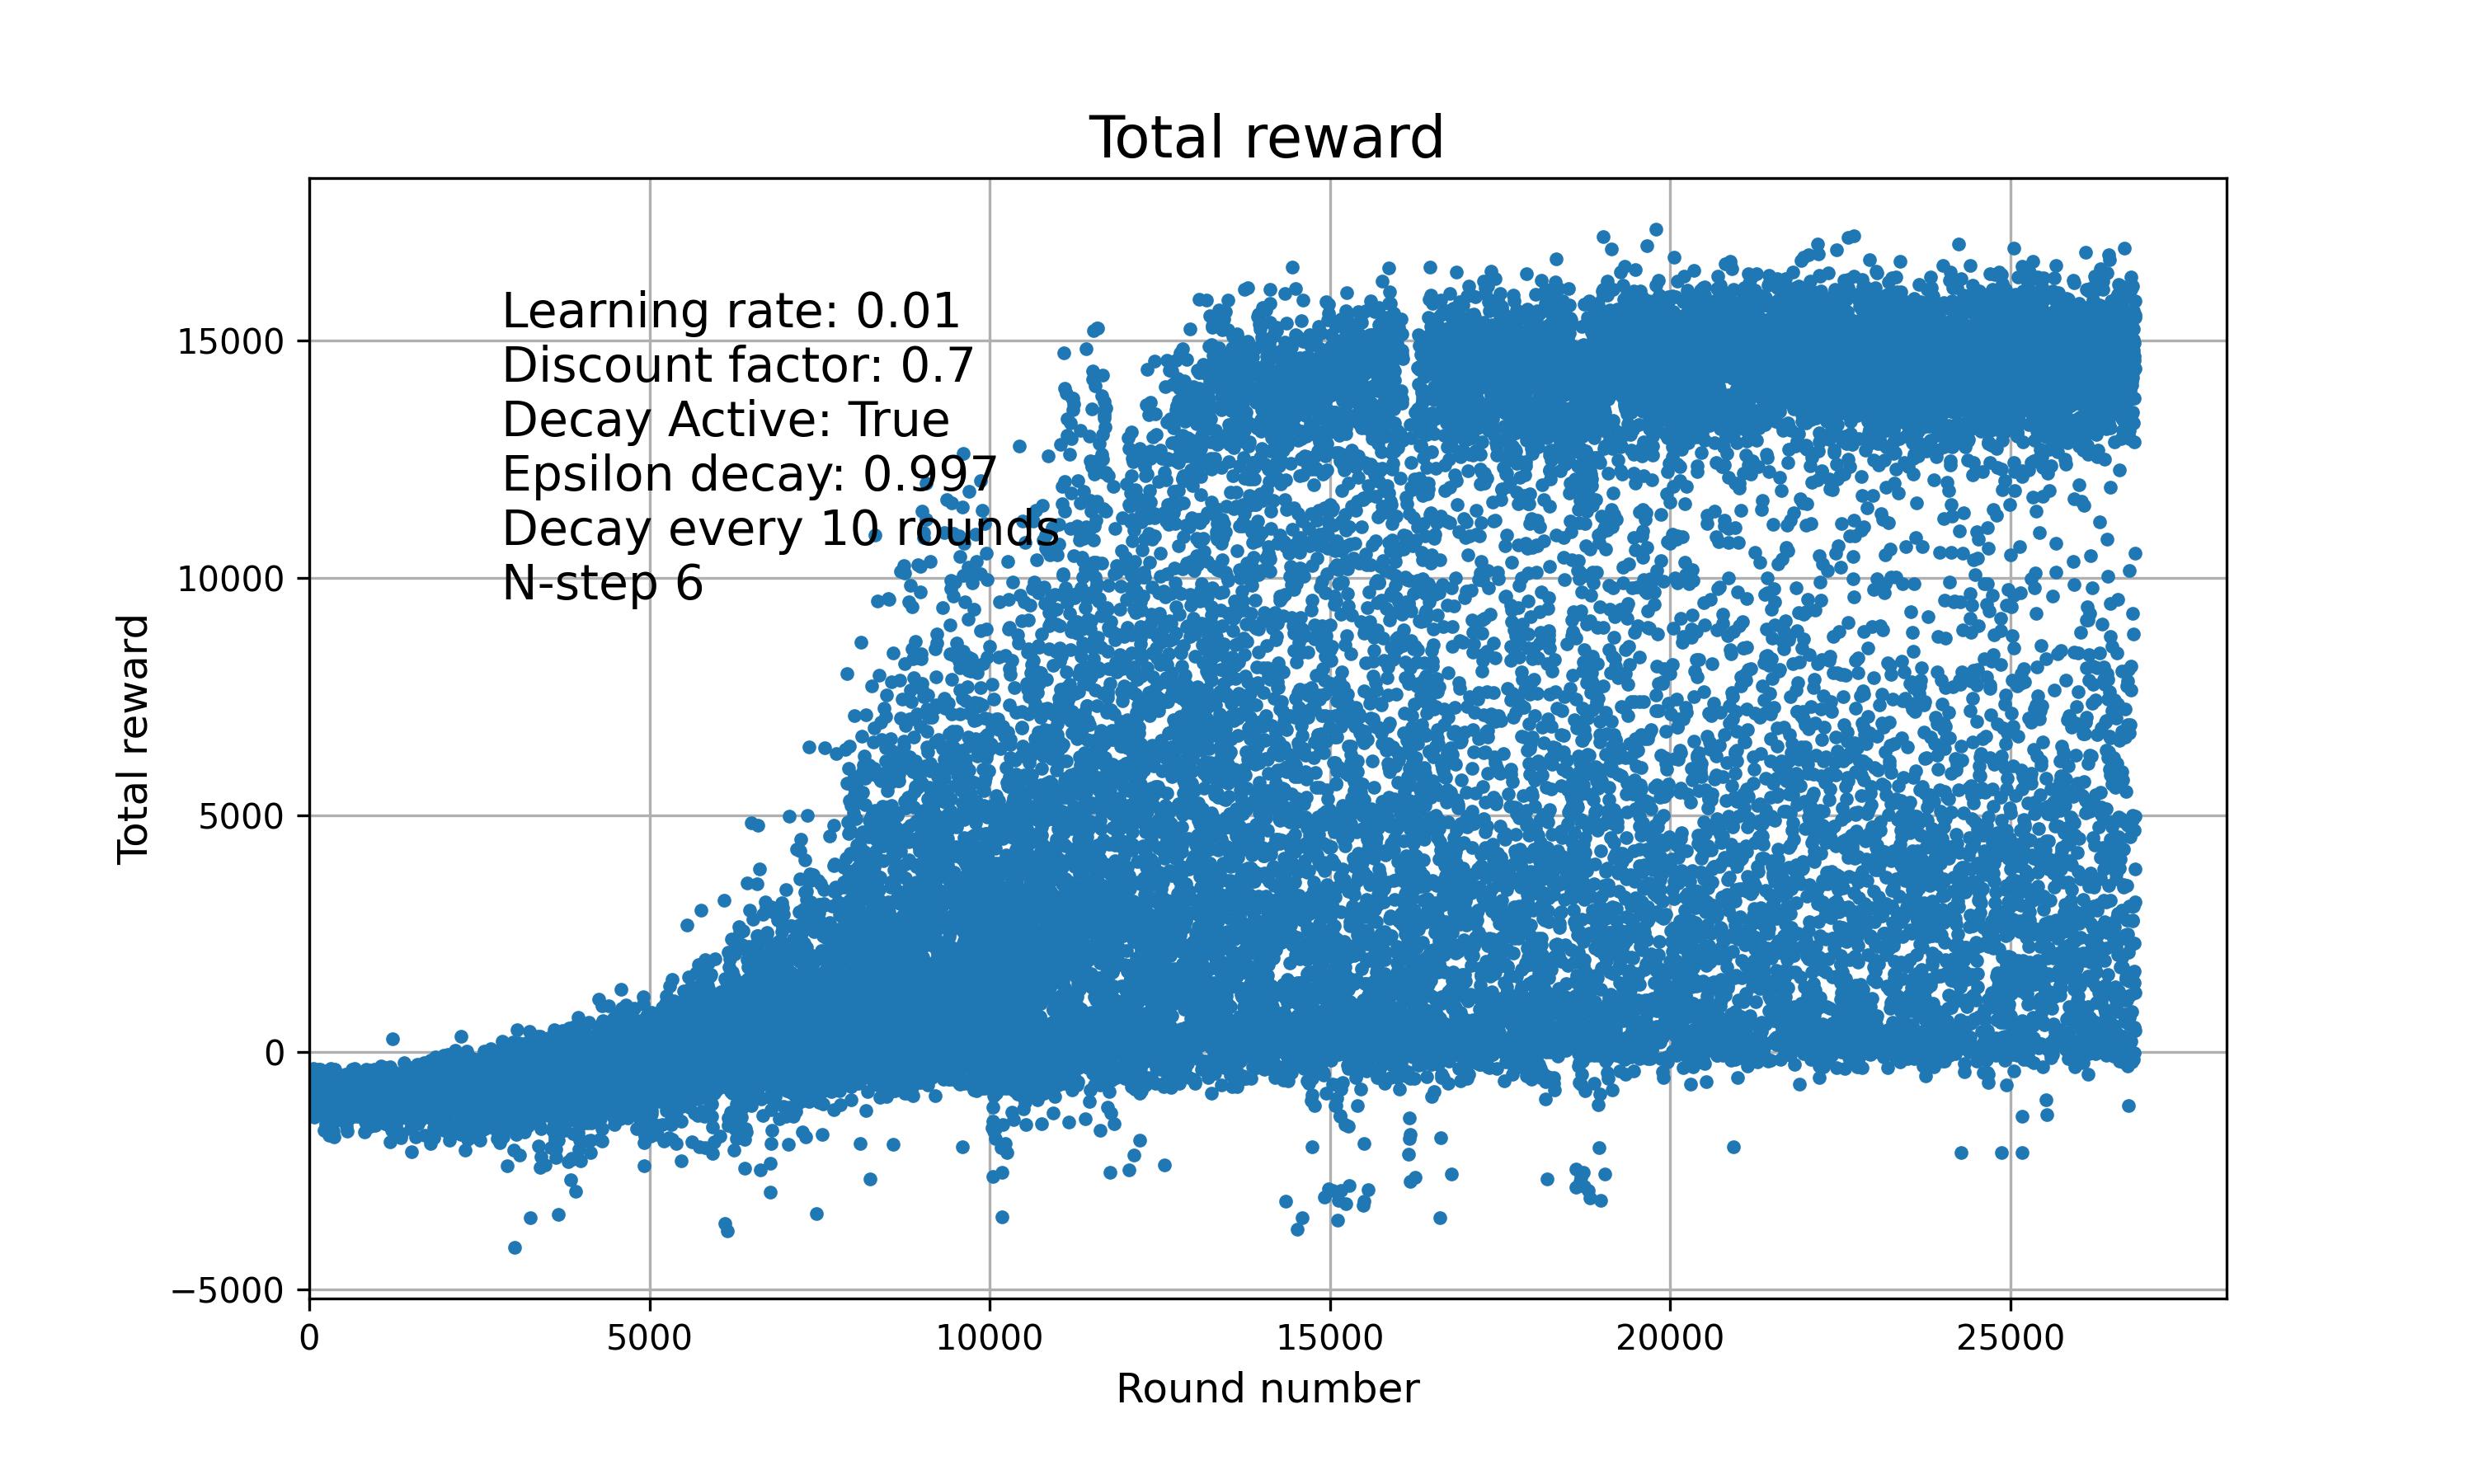 Total reward
Learning rate: 0.01
Discount factor: 0.7
Decay Active: True
Epsilon decay: 0.997
Decay every 10 rounds
N-step 6
Total reward
15000
10000
5000
0
−5000
0 5000 10000 15000 20000 25000
Round number